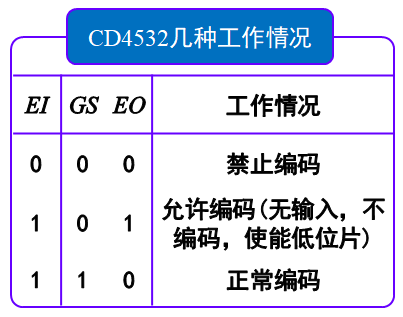 CD4532几种工作情况
EI GS EO 工作情况
0 0 0 禁止编码
1 0 1 允许编码(无输入，不
编码，使能低位片)
1 1 0 正常编码